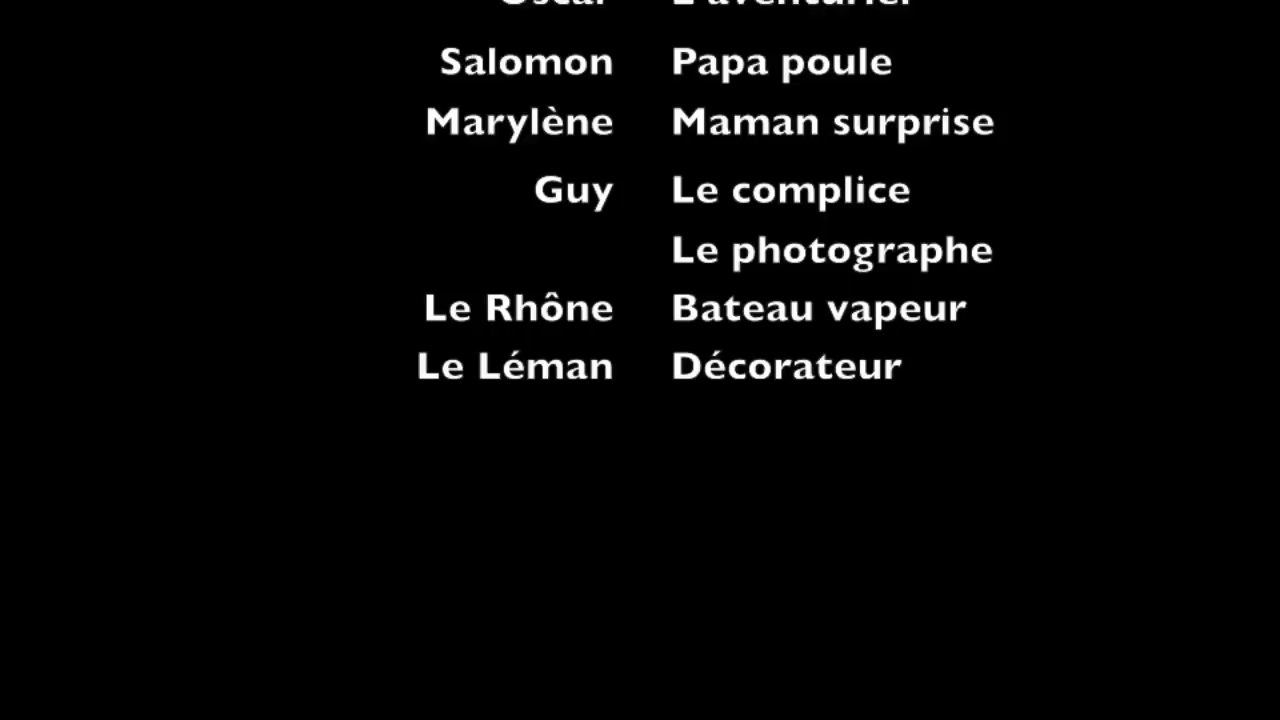 Oscar L'aventurier
Salomon Papa poule
Marylène Maman surprise
Guy Le complice
Le photographe
Le Rhône Bateau vapeur
Le Léman Décorateur